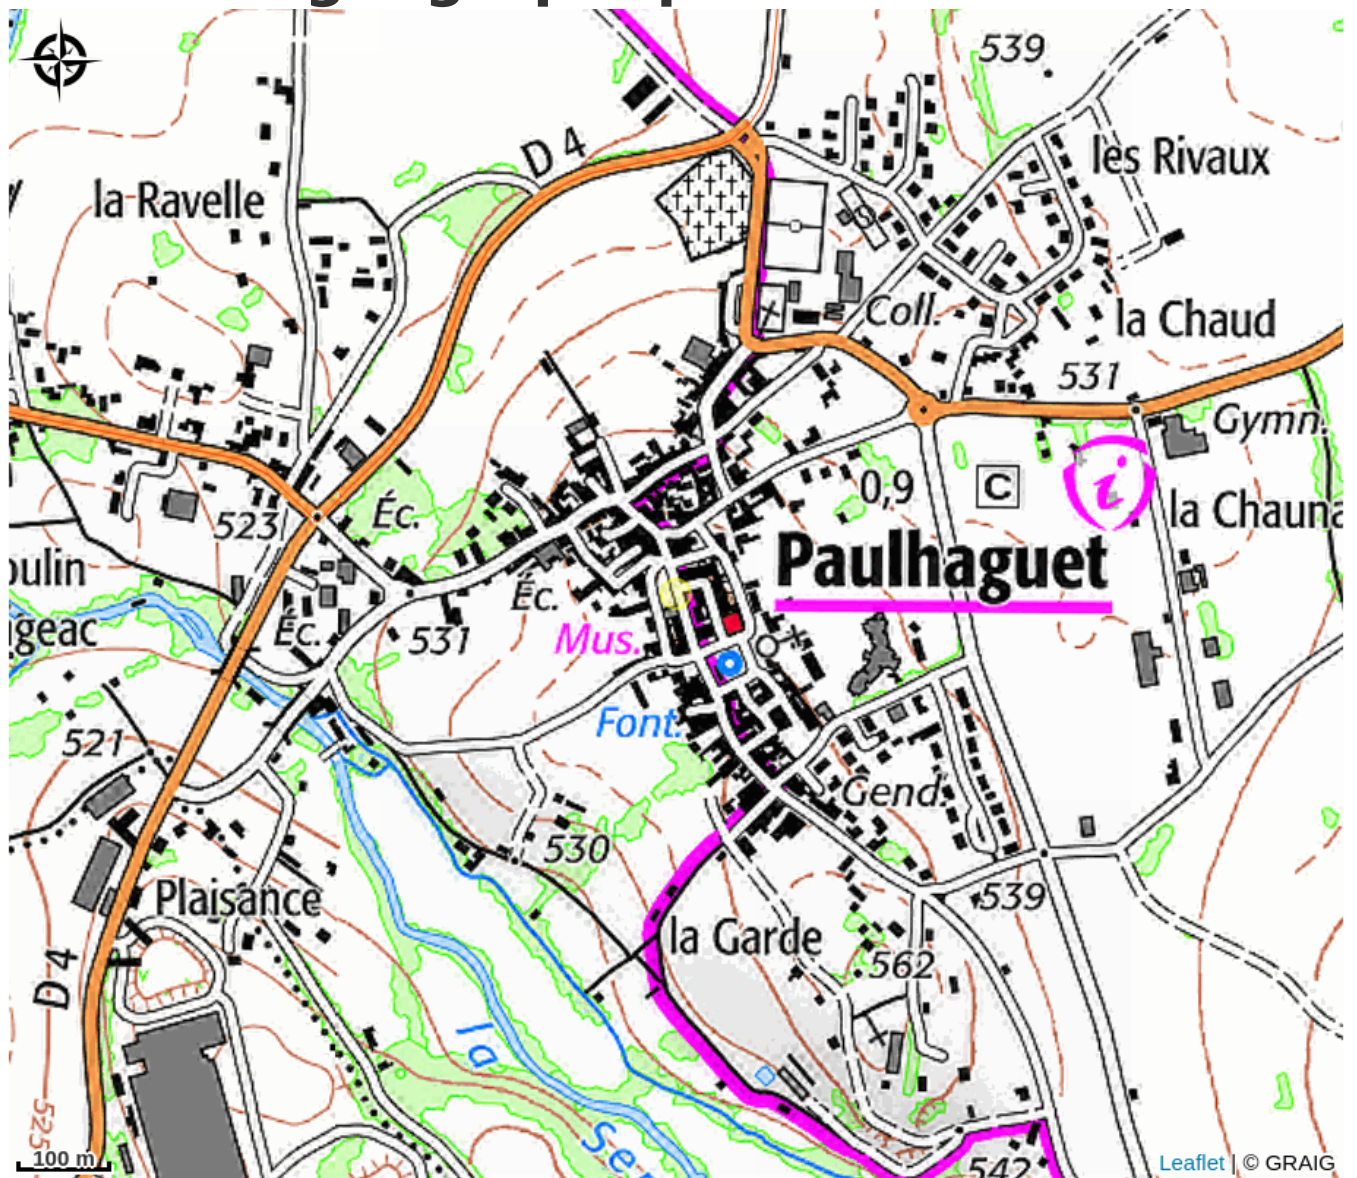 539
D 4
les Rivaux
la Ravelle
Coll.
la Chaud
531
Gymn.
0,9
C
i
la Chauna
523
Éc.
Paulhaguet
oulin
Éc.
geac
Éc.
531
Mus.
Font.
521
Gend.
530
Plaisance
539
la Garde
562
D 4
la
525
Ser
100 m
542
Leaflet | © GRAIG